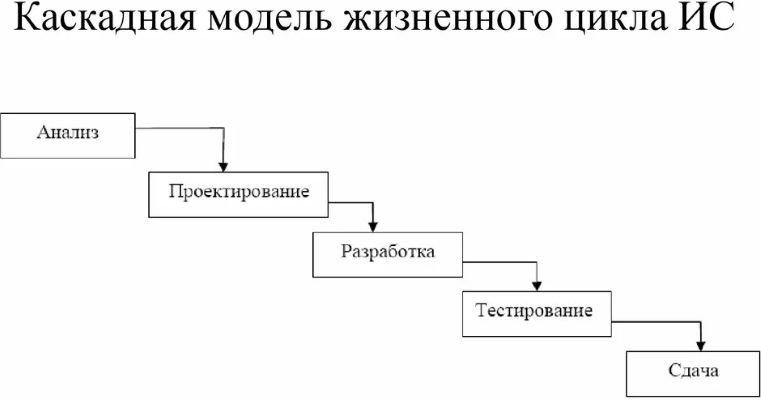 Каскадная модель жизненного цикла ИС
Анализ
Проектирование
Разработка
Тестирование
Сдача